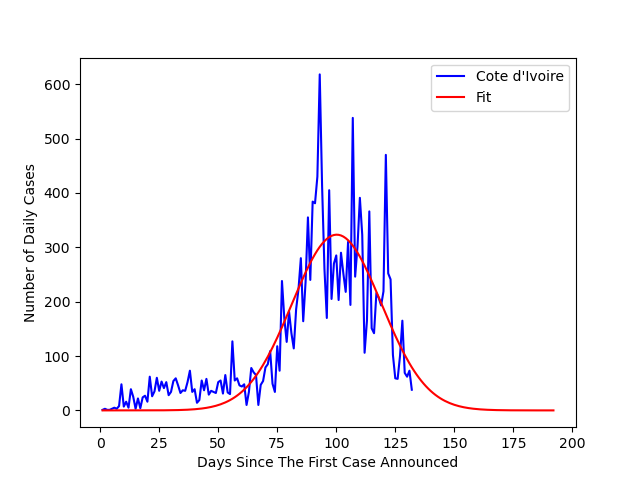 Cote d'Ivoire
Fit
600
500
400
300
200
100
0
Number of Daily Cases
0 25 50 75 100 125 150 175 200
Days Since The First Case Announced